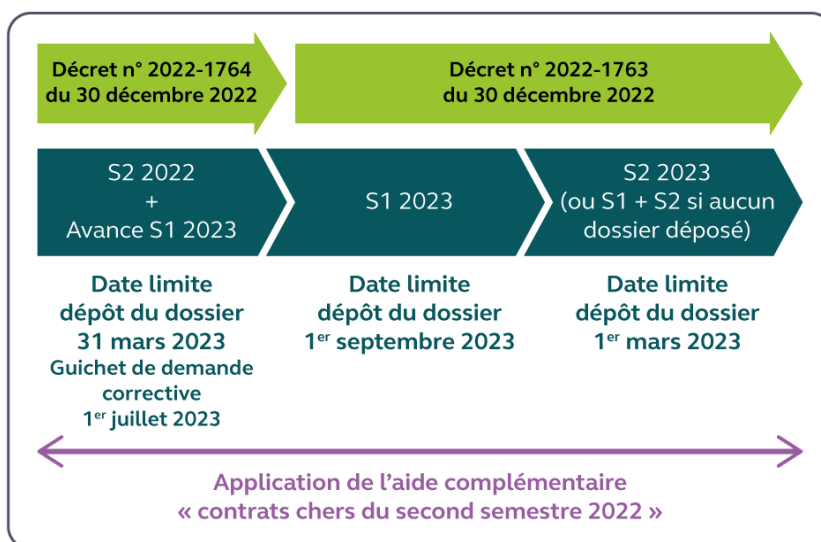 Décret n° 2022-1764
du 30 décembre 2022
Décret n° 2022-1763
du 30 décembre 2022
S2 2022
+
Avance S1 2023
S1 2023
S2 2023
(ou S1 + S2 si aucun
dossier déposé)
Date limite
dépôt du dossier
31 mars 2023
Guichet de demande
corrective
1er juillet 2023
Date limite
dépôt du dossier
1er septembre 2023
Date limite
dépôt du dossier
1er mars 2023
Application de l’aide complémentaire
« contrats chers du second semestre 2022 »